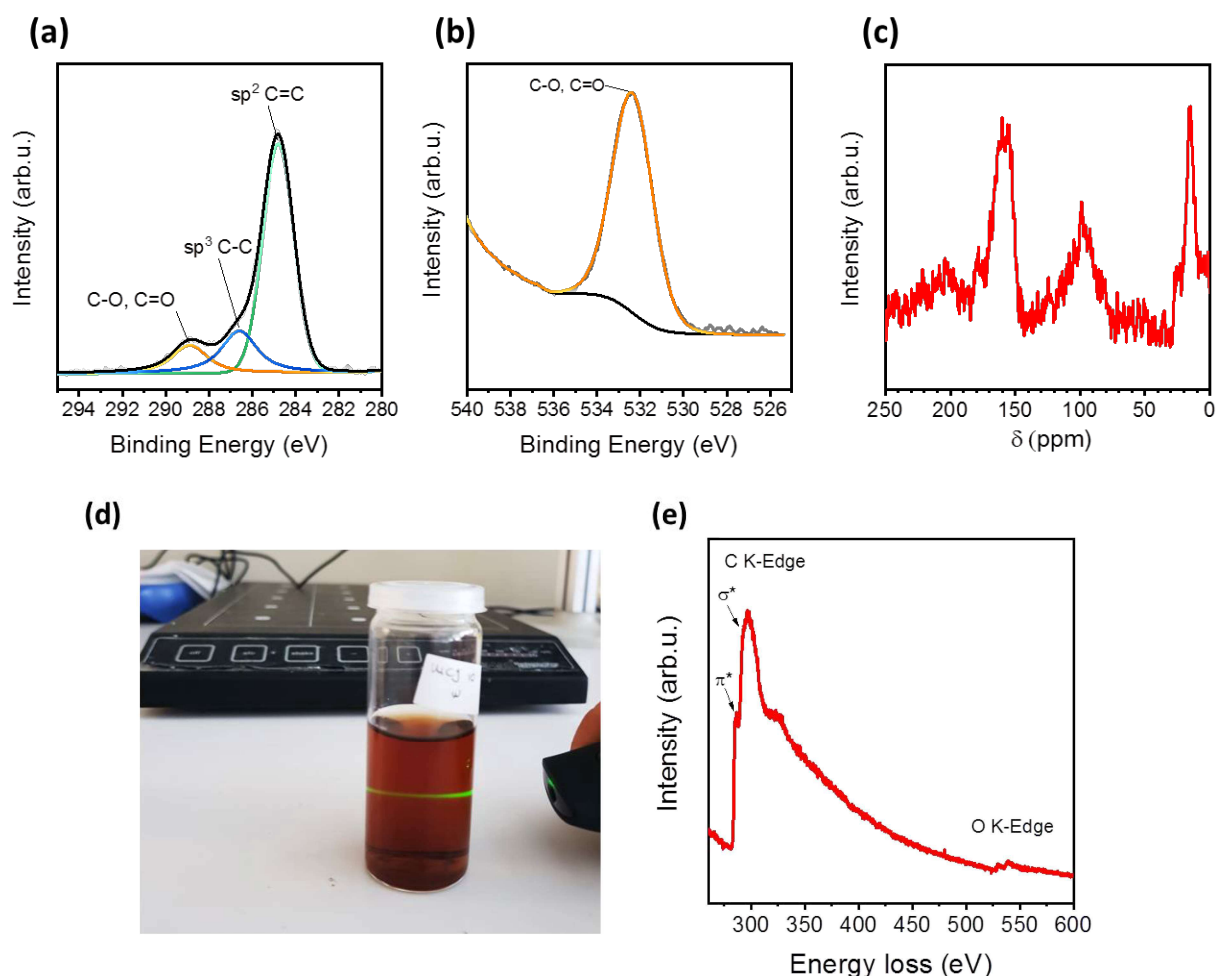 (a)
Intensity (arb.u.)
sp² C=C
sp³ C-C
C-O, C=O
294 292 290 288 286 284 282 280
Binding Energy (eV)
(b)
Intensity (arb.u.)
C-O, C=O
540 538 536 534 532 530 528 526
Binding Energy (eV)
(c)
Intensity (arb.u.)
250 200 150 100 50 0
δ (ppm)
(d)
(e)
Intensity (arb.u.)
C K-Edge
σ*
π*
O K-Edge
300 350 400 450 500 550 600
Energy loss (eV)